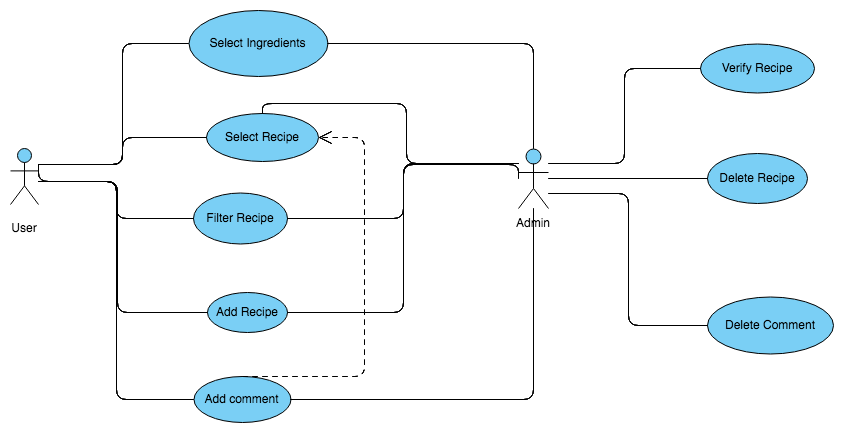 Select Ingredients
Verify Recipe
Select Recipe
Delete Recipe
User
Filter Recipe
Admin
Add Recipe
Delete Comment
Add comment